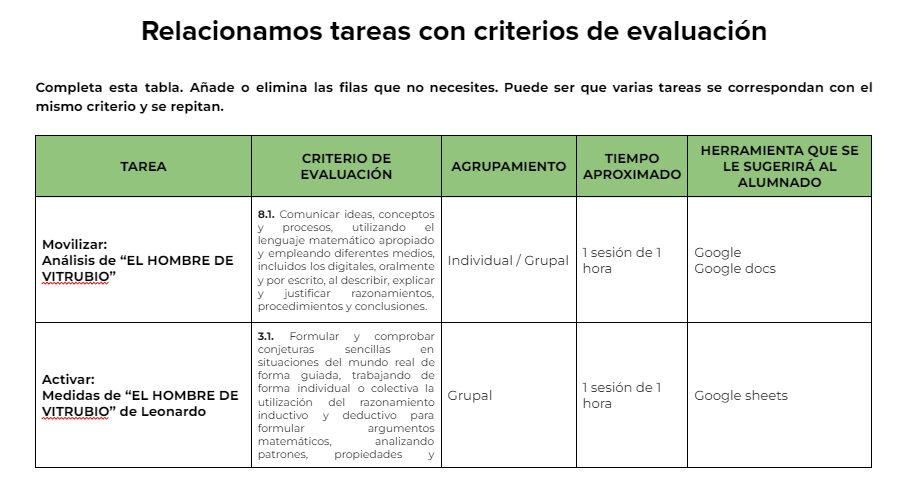 Relacionamos tareas con criterios de evaluación
Completa esta tabla. Añade o elimina las filas que no necesites. Puede ser que varias tareas se correspondan con el
mismo criterio y se repitan.
TAREA
CRITERIO DE
EVALUACIÓN
AGRUPAMIENTO
TIEMPO
APROXIMADO
HERRAMIENTA QUE SE
LE SUGERIRÁ AL
ALUMNADO
Movilizar:
Análisis de “EL HOMBRE DE
VITRUBIO”
8.1. Comunicar ideas, conceptos
y procesos, utilizando el
lenguaje matemático apropiado
y empleando diferentes medios,
incluidos los digitales, oralmente
y por escrito, al describir, explicar
y justificar razonamientos,
procedimientos y conclusiones.
Individual / Grupal
1 sesión de 1
hora
Google
Google docs
Activar:
Medidas de “EL HOMBRE DE
VITRUBIO” de Leonardo
3.1. Formular y comprobar
conjeturas sencillas en
situaciones del mundo real de
forma guiada, trabajando de
forma individual o colectiva la
utilización del razonamiento
inductivo y deductivo para
formular argumentos
matemáticos, analizando
patrones, propiedades y
Grupal
1 sesión de 1
hora
Google sheets